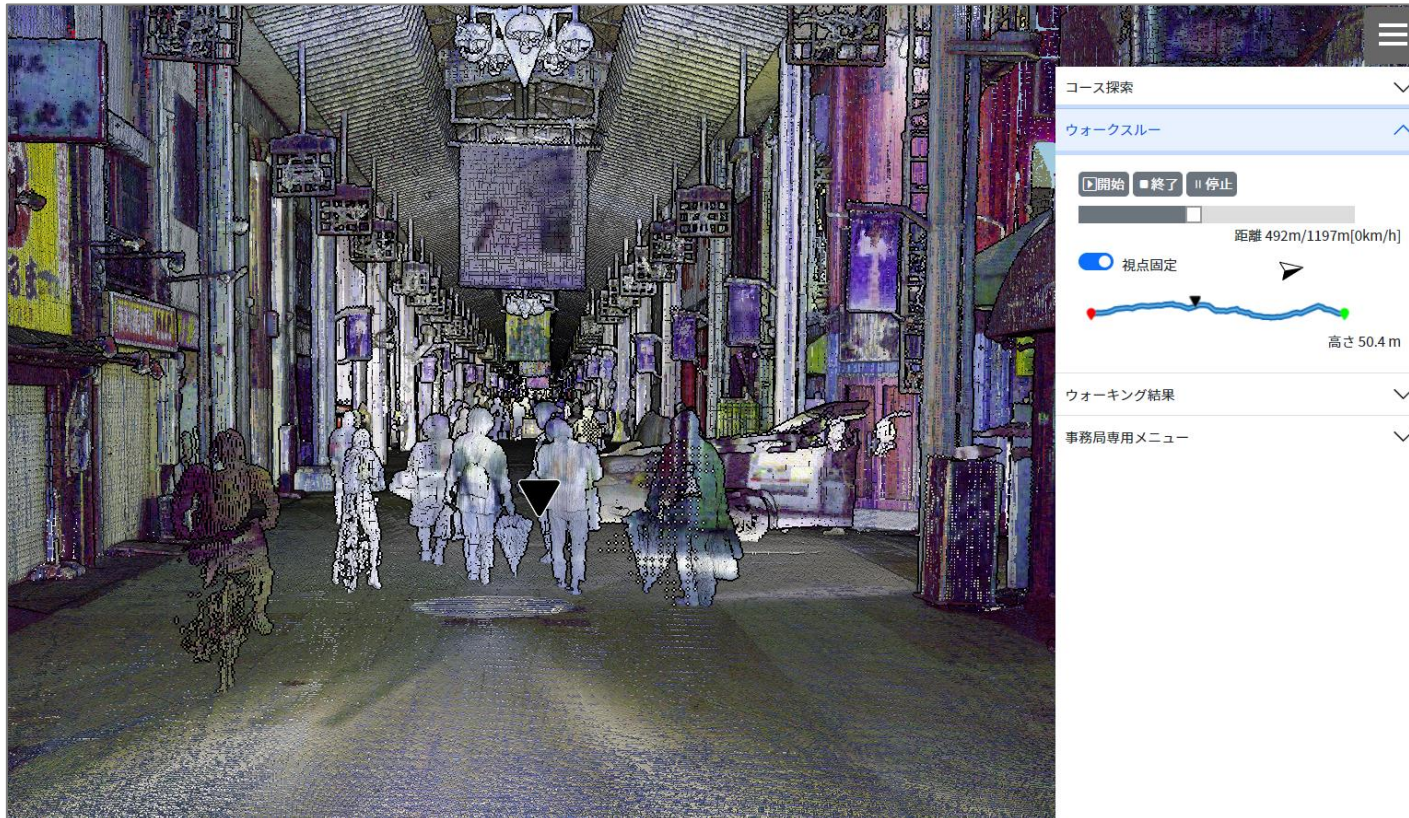 コース探索
ウォークスルー
開始 終了 停止
距離 492m/1197m[0km/h]
視点固定
高さ 50.4 m
ウォーキング結果
事務局専用メニュー